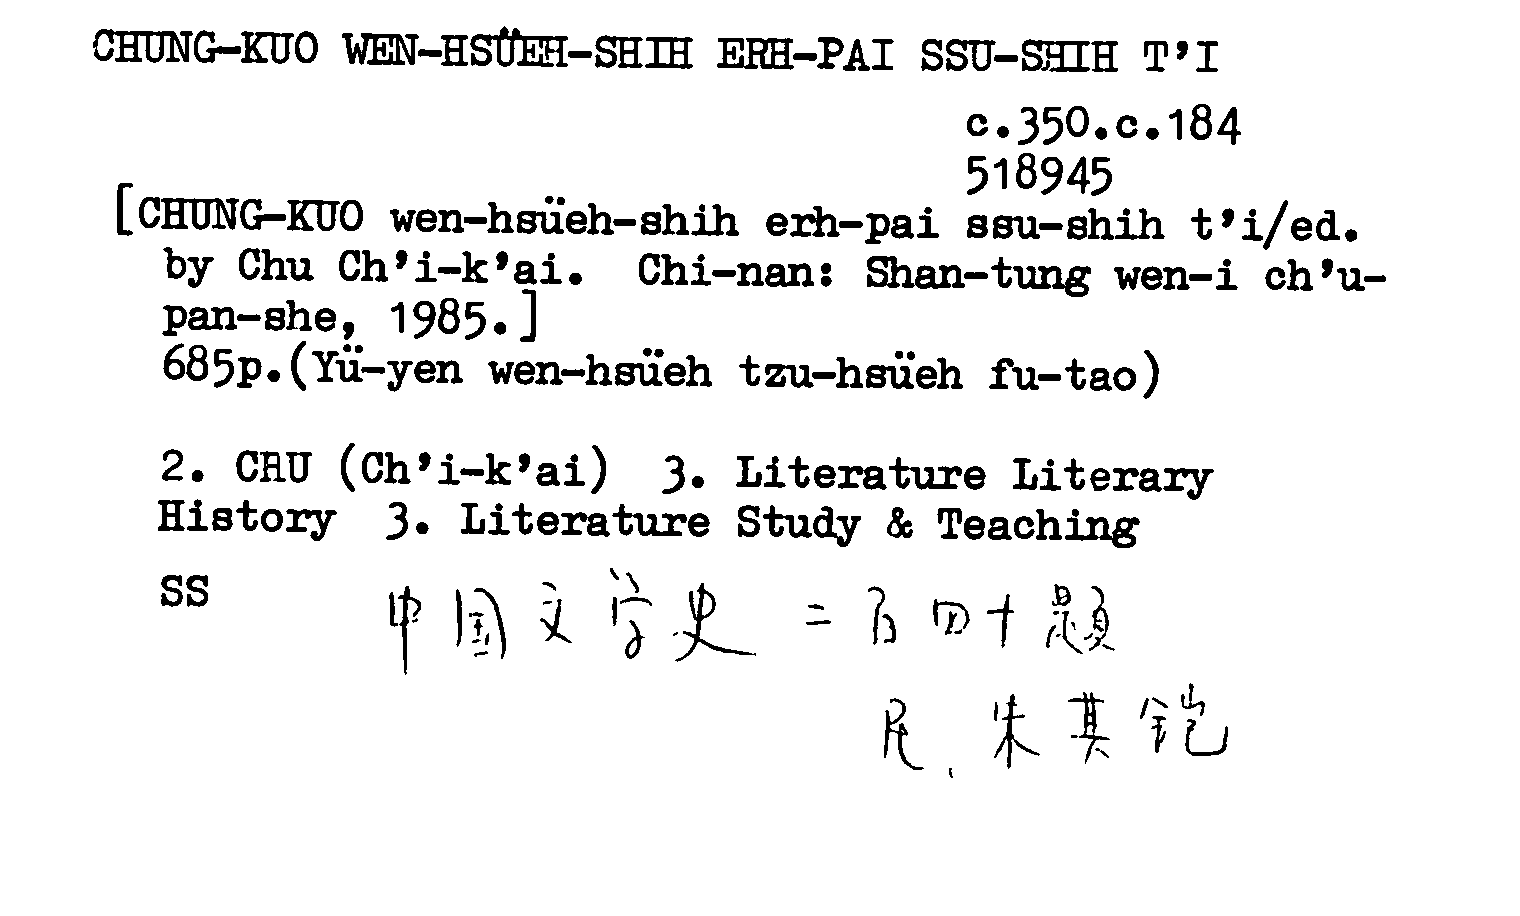 CHUNG-KUO WEN-HSÜEH-SHIH ERH-PAI SSU-SHIH T'I
c.350.c.184
518945
[CHUNG-KUO wen-hsüeh-shih erh-pai ssu-shih t'i/ed.
by Chu Ch'i-k'ai. Chi-nan: Shan-tung wen-i ch'u-
pan-she, 1985.]
685p.(Yü-yen wen-hsüeh tzu-hsüeh fu-tao)
2. CHU (Ch'i-k'ai) 3. Literature Literary
History 3. Literature Study & Teaching
SS 中国文学史二百四十题
朱其铠